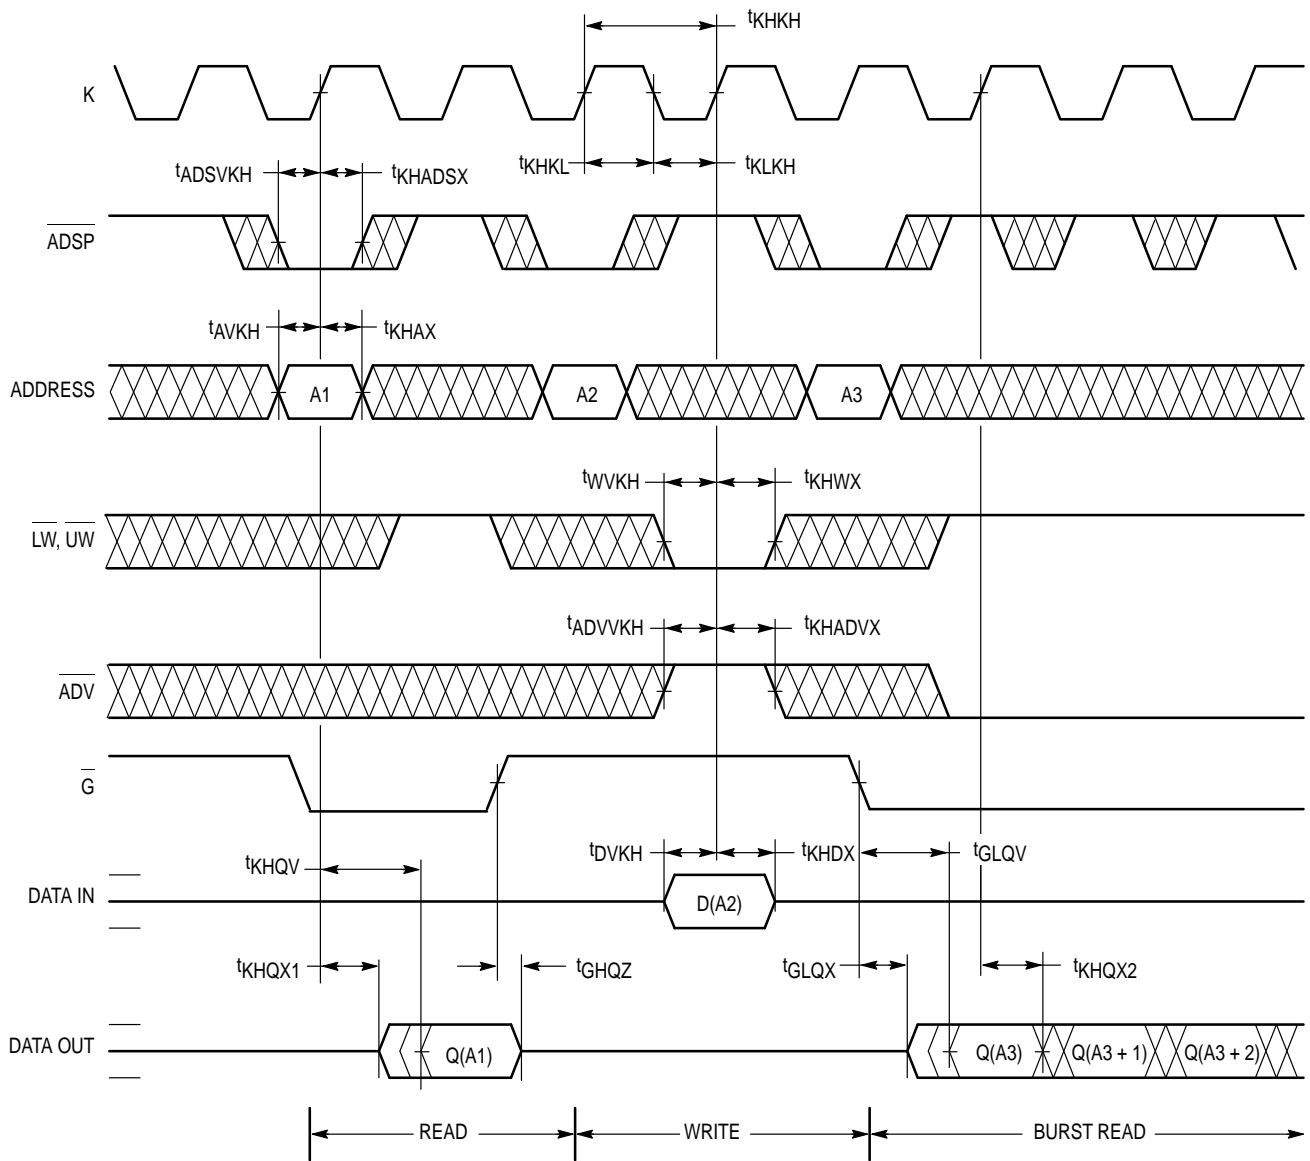 tKHKH
K
tKHKL
tKLKH
tADSVKH
tKHADSX
ADSP
tAVKH
tKHAX
ADDRESS
A1
A2
A3
tWVKH
tKHWX
LW, UW
tADVVKH
tKHADVX
ADV
G
tKHQV
tDVKH
tKHDX
tGLQV
DATA IN
D(A2)
tKHQX1
tGHQZ
tGLQX
tKHQX2
DATA OUT
Q(A1)
Q(A3)
Q(A3 + 1)
Q(A3 + 2)
READ
WRITE
BURST READ